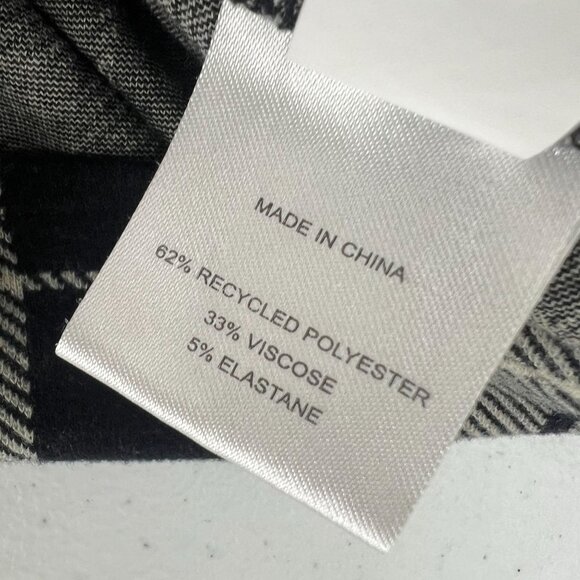 MADE IN CHINA
62% RECYCLED POLYESTER
33% VISCOSE
5% ELASTANE